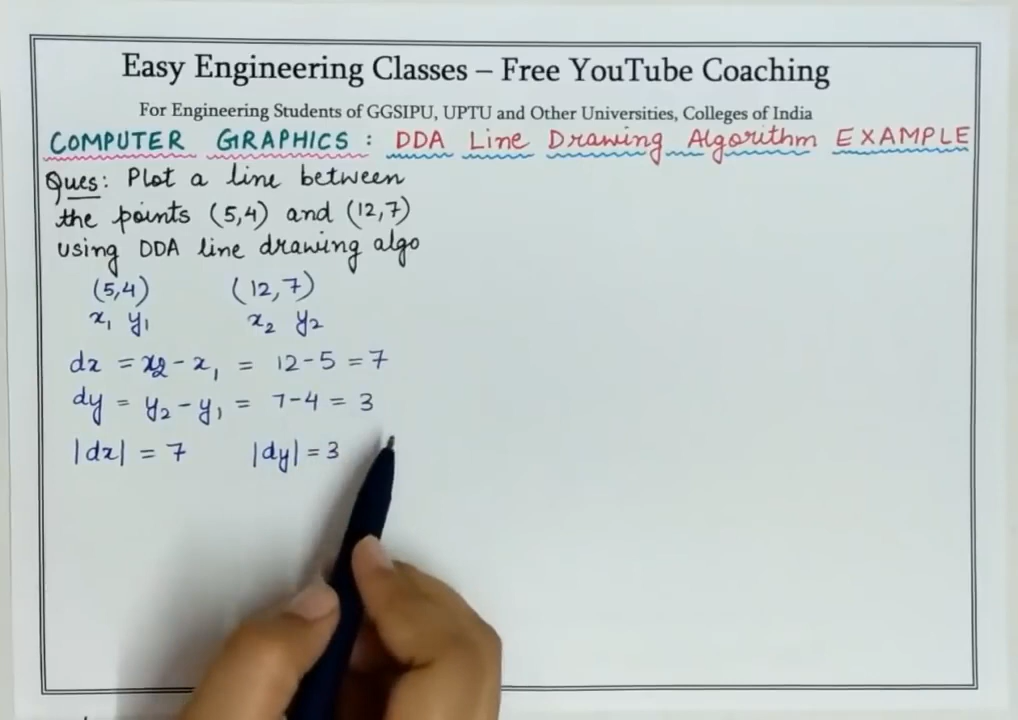 Easy Engineering Classes – Free YouTube Coaching
For Engineering Students of GGSIPU, UPTU and Other Universities, Colleges of India
COMPUTER GRAPHICS : DDA Line Drawing Algorithm EXAMPLE
Ques: Plot a line between
the points (5,4) and (12,7)
using DDA line drawing algo
(5,4) (12,7)
x₁ y₁ x₂ y₂
dx = x₂ - x₁ = 12-5 = 7
dy = y₂ - y₁ = 7-4 = 3
|dx| = 7 |dy| = 3